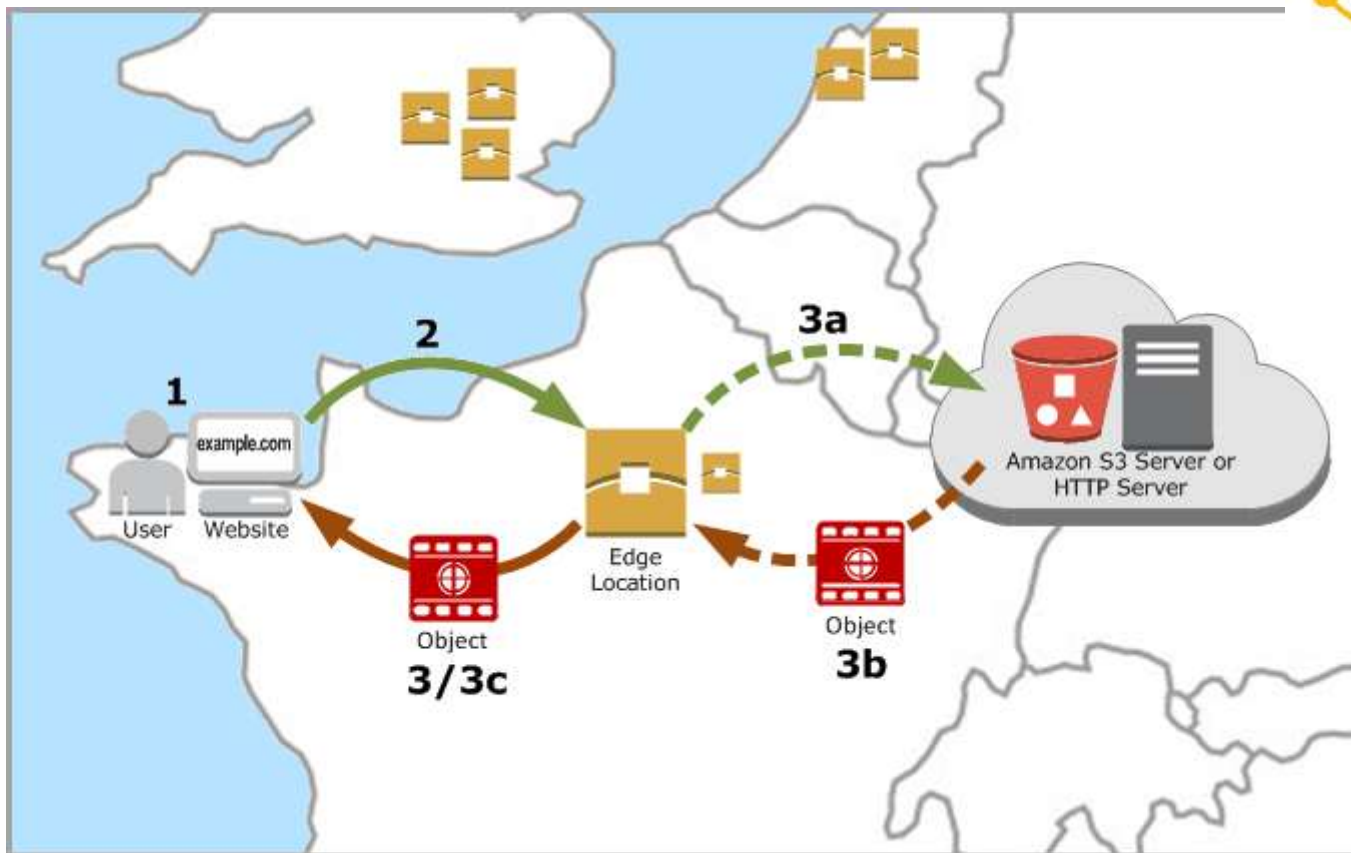 2
3a
1
example.com
User
Website
Edge
Location
Amazon S3 Server or
HTTP Server
Object
3/3c
Object
3b